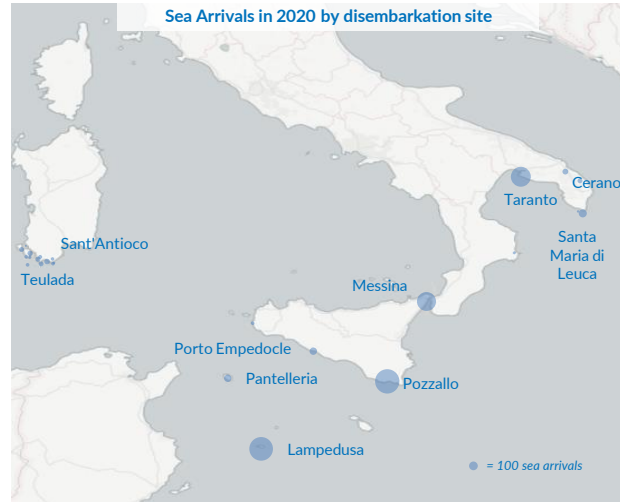 Sea Arrivals in 2020 by disembarkation site
Cerano
Taranto
Santa
Maria di
Leuca
Sant'Antioco
Teulada
Messina
Porto Empedocle
Pantelleria
Pozzallo
Lampedusa
= 100 sea arrivals